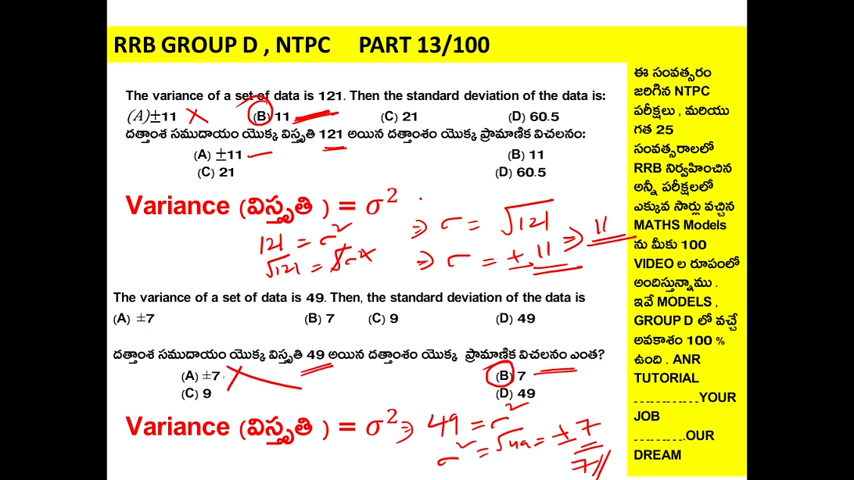 RRB GROUP D , NTPC PART 13/100
The variance of a set of data is 121. Then the standard deviation of the data is:
(A)±11 (B) 11 (C) 21 (D) 60.5
దత్తాంశ సముదాయం యొక్క విస్తృతి 121 అయిన దత్తాంశం యొక్క ప్రామాణిక విచలనం:
(A) ±11 (B) 11
(C) 21 (D) 60.5
Variance (విస్తృతి ) = σ²
121 = σ²
√121 =
⇒ σ = √121
⇒ σ = ± 11 ⇒ 11
The variance of a set of data is 49. Then, the standard deviation of the data is
(A) ±7 (B) 7 (C) 9 (D) 49
దత్తాంశ సముదాయం యొక్క విస్తృతి 49 అయిన దత్తాంశం యొక్క ప్రామాణిక విచలనం ఎంత?
(A) ±7 (B) 7
(C) 9 (D) 49
Variance (విస్తృతి ) = σ² ⇒ 49 = σ²
σ² = √49 = ± 7
7
ఈ సంవత్సరం
జరిగిన NTPC
పరీక్షలు , మరియు
గత 25
సంవత్సరాలలో
RRB నిర్వహించిన
అన్నీ పరీక్షలలో
ఎక్కువ సార్లు వచ్చిన
MATHS Models
ను మీకు 100
VIDEO ల రూపంలో
అందిస్తున్నాము .
ఇవే MODELS ,
GROUP D లో వచ్చే
అవకాశం 100 %
ఉంది . ANR
TUTORIAL
............YOUR
JOB
.........OUR
DREAM